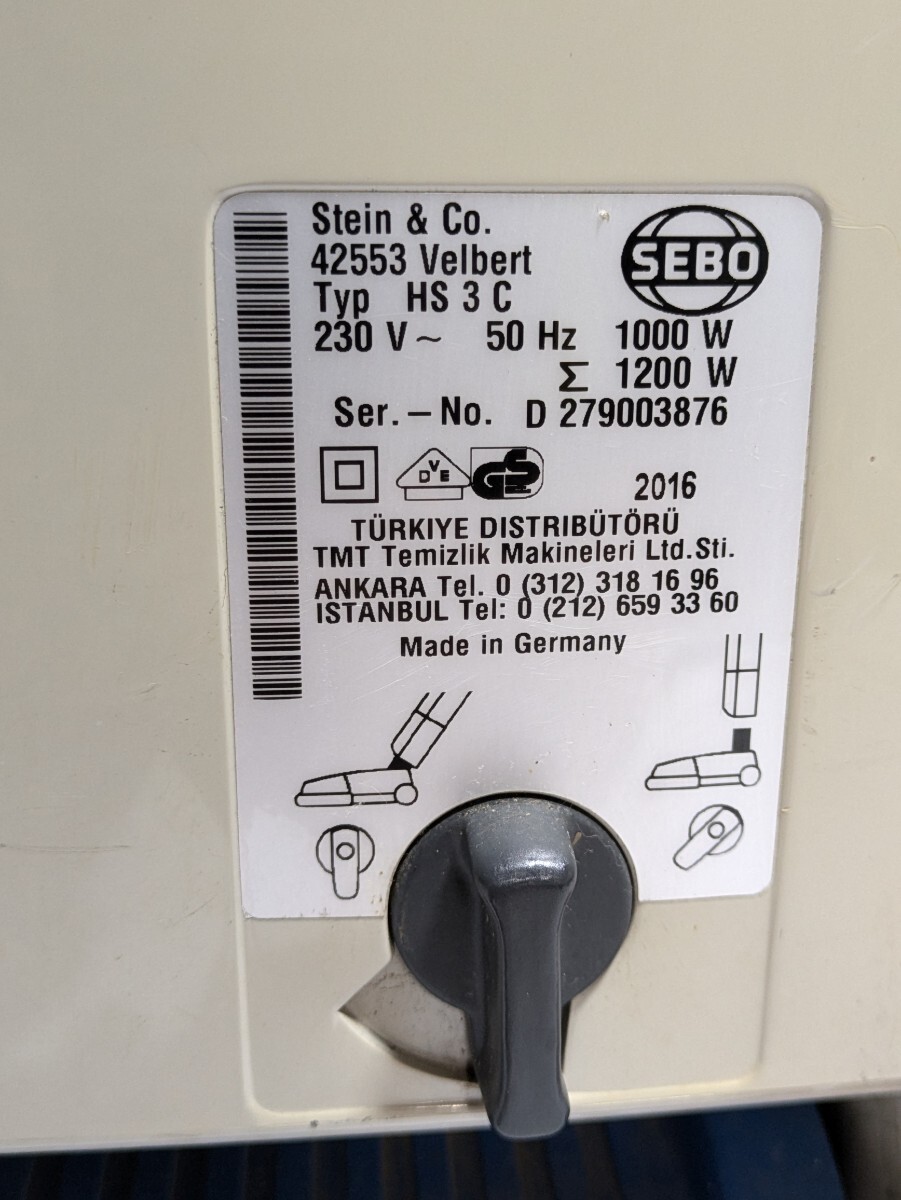 Stein & Co.
42553 Velbert
SEBO
Typ HS 3 C
230 V ~ 50 Hz 1000 W
Σ 1200 W
Ser. – No. D 279003876
DVE GS
2016
TÜRKIYE DISTRIBÜTÖRÜ
TMT Temizlik Makineleri Ltd.Sti.
ANKARA Tel. 0 (312) 318 16 96
ISTANBUL Tel: 0 (212) 659 33 60
Made in Germany